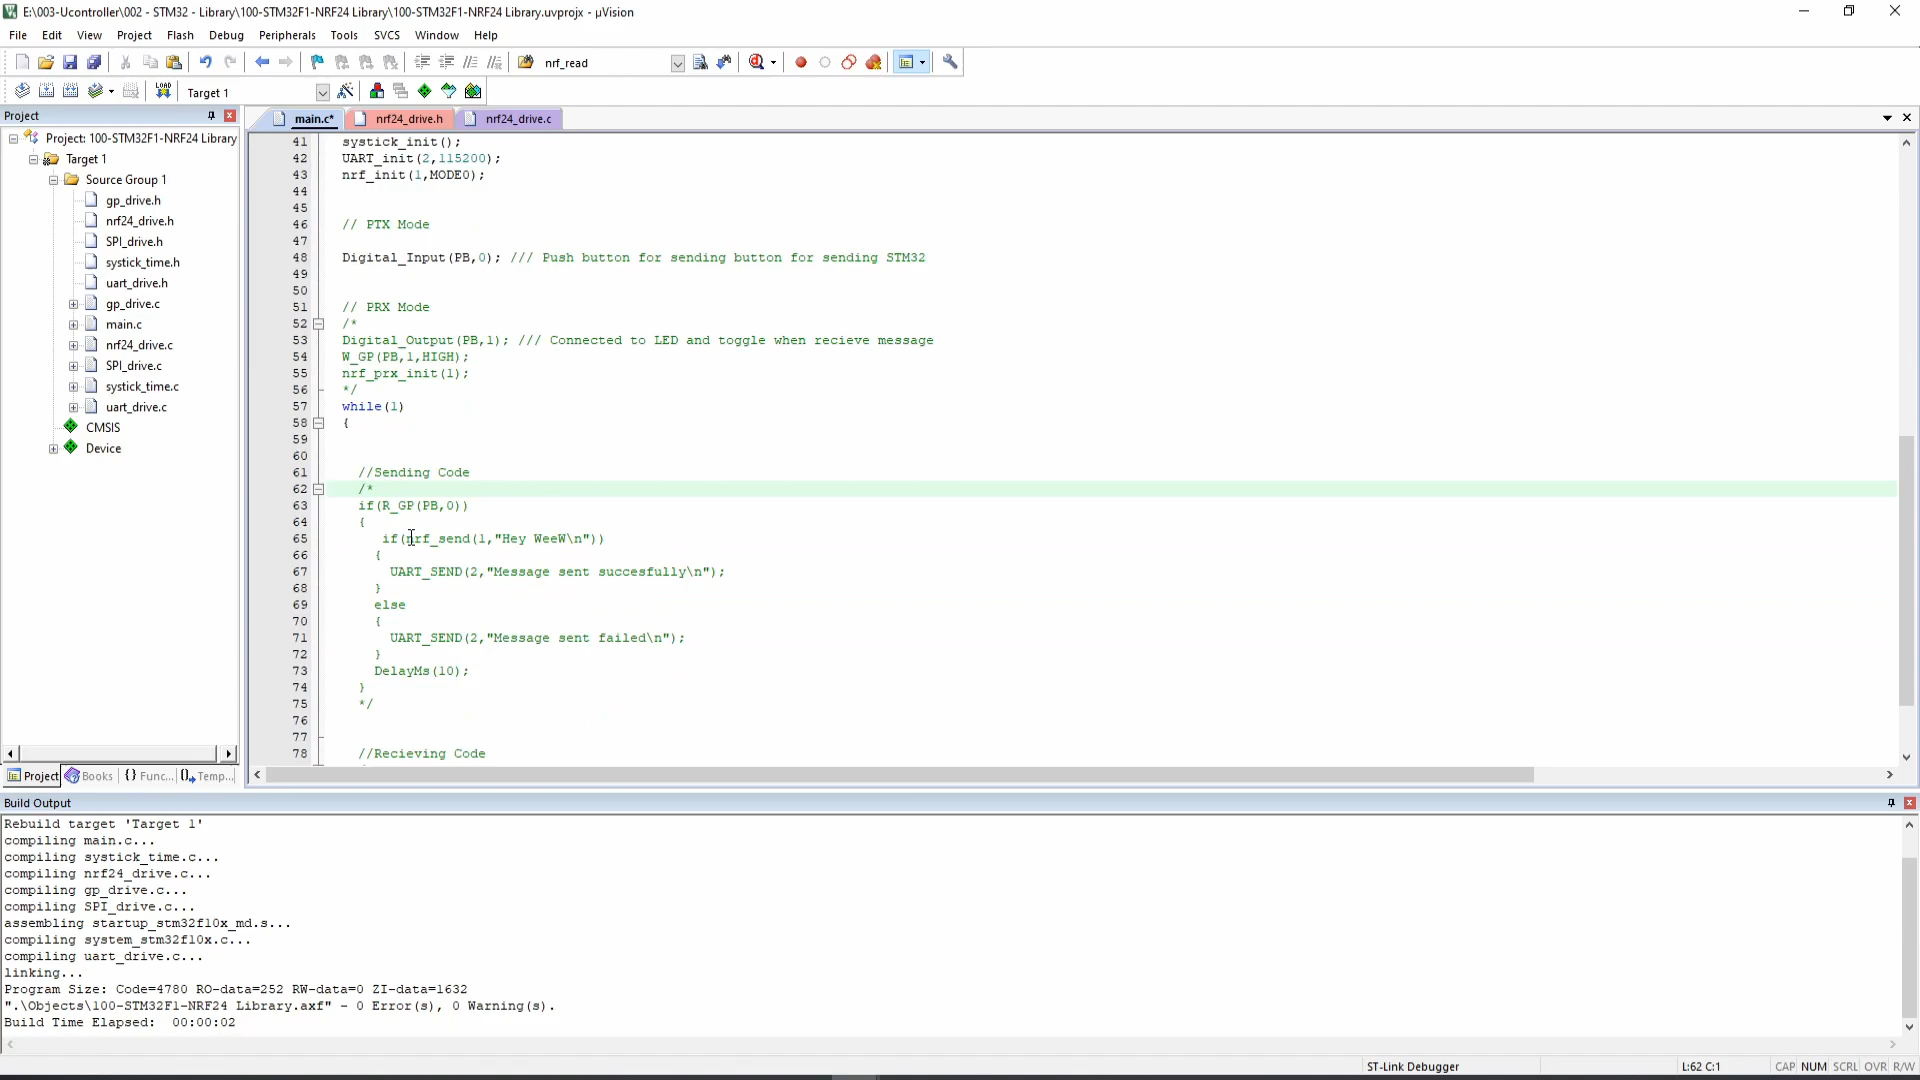 E:\003-Ucontroller\002 - STM32 - Library\100-STM32F1-NRF24 Library\100-STM32F1-NRF24 Library.uvprojx - µVision
File Edit View Project Flash Debug Peripherals Tools SVCS Window Help
nrf_read
LOAD Target 1
Project
Project: 100-STM32F1-NRF24 Library
Target 1
Source Group 1
gp_drive.h
nrf24_drive.h
SPI_drive.h
systick_time.h
uart_drive.h
gp_drive.c
main.c
nrf24_drive.c
SPI_drive.c
systick_time.c
uart_drive.c
CMSIS
Device
Project Books {} Func... Temp...
main.c* nrf24_drive.h nrf24_drive.c
41 systick_init();
42 UART_init(2,115200);
43 nrf_init(1,MODE0);
44
45
46 // PTX Mode
47
48 Digital_Input(PB,0); /// Push button for sending button for sending STM32
49
50
51 // PRX Mode
52 /*
53 Digital_Output(PB,1); /// Connected to LED and toggle when recieve message
54 W_GP(PB,1,HIGH);
55 nrf_prx_init(1);
56 */
57 while(1)
58 {
59
60
61 //Sending Code
62 /*
63 if(R_GP(PB,0))
64 {
65 if(nrf_send(1,"Hey WeeW\n"))
66 {
67 UART_SEND(2,"Message sent succesfully\n");
68 }
69 else
70 {
71 UART_SEND(2,"Message sent failed\n");
72 }
73 DelayMs(10);
74 }
75 */
76
77
78 //Recieving Code
Build Output
Rebuild target 'Target 1'
compiling main.c...
compiling systick_time.c...
compiling nrf24_drive.c...
compiling gp_drive.c...
compiling SPI_drive.c...
assembling startup_stm32f10x_md.s...
compiling system_stm32f10x.c...
compiling uart_drive.c...
linking...
Program Size: Code=4780 RO-data=252 RW-data=0 ZI-data=1632
".\Objects\100-STM32F1-NRF24 Library.axf" - 0 Error(s), 0 Warning(s).
Build Time Elapsed: 00:00:02
ST-Link Debugger L:62 C:1 CAP NUM SCRL OVR R/W